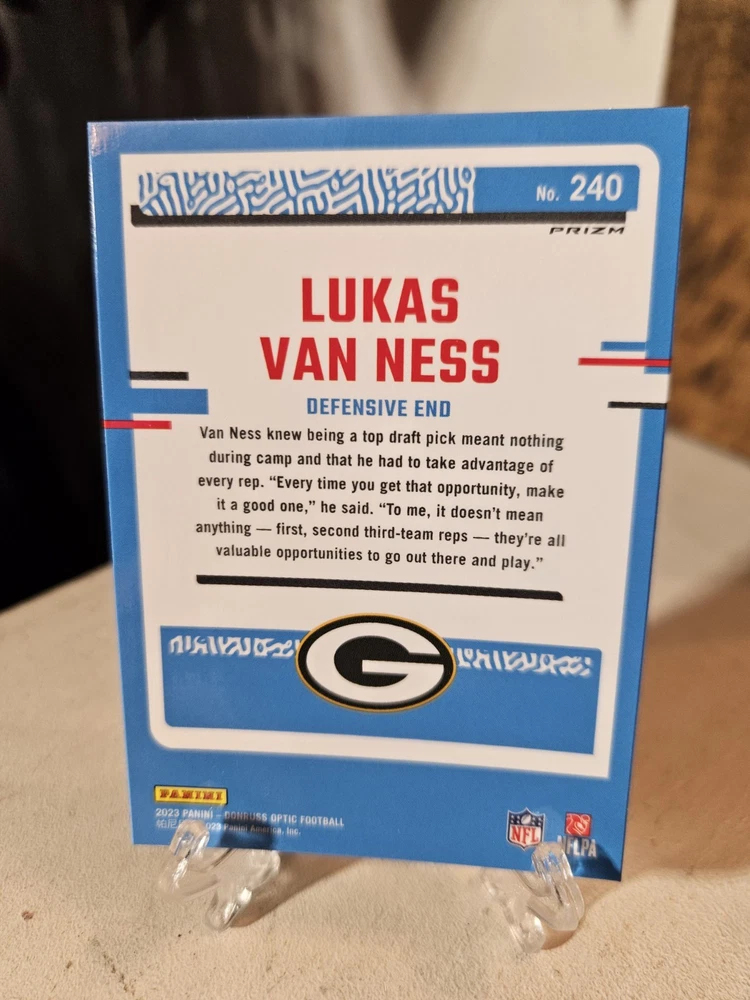 No. 240
PRIZM
LUKAS
VAN NESS
DEFENSIVE END
Van Ness knew being a top draft pick meant nothing
during camp and that he had to take advantage of
every rep. “Every time you get that opportunity, make
it a good one,” he said. “To me, it doesn’t mean
anything — first, second third-team reps — they’re all
valuable opportunities to go out there and play.”
G
PANINI
2023 PANINI – DONRUSS OPTIC FOOTBALL
2023 Panini America, Inc.
NFL
NFLPA